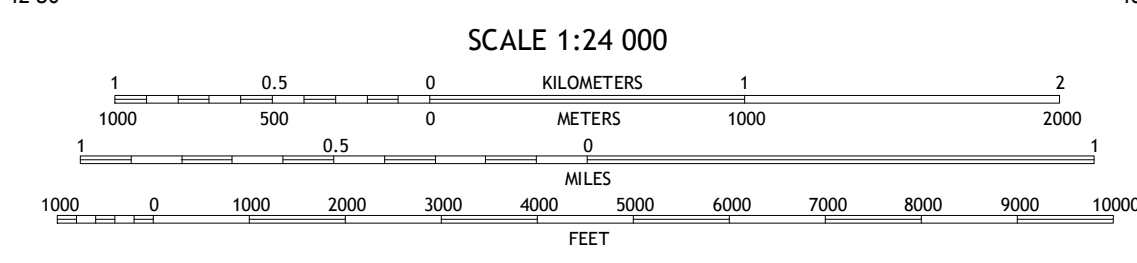 SCALE 1:24 000
1 0.5 0 KILOMETERS 1 2
1000 500 0 METERS 1000 2000
1 0.5 0 1
MILES
1000 0 1000 2000 3000 4000 5000 6000 7000 8000 9000 10000
FEET